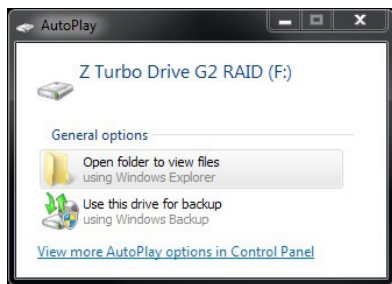 AutoPlay
Z Turbo Drive G2 RAID (F:)
General options
Open folder to view files
using Windows Explorer
Use this drive for backup
using Windows Backup
View more AutoPlay options in Control Panel